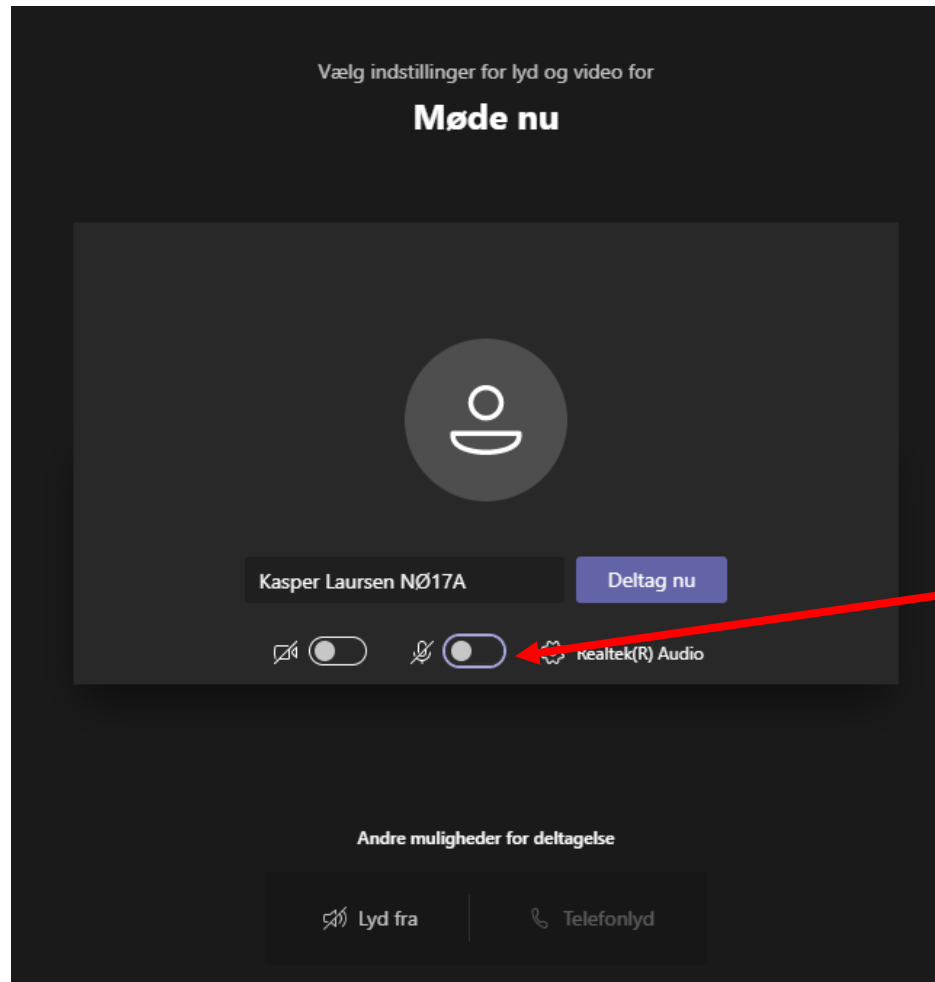 Vælg indstillinger for lyd og video for
Møde nu
Kasper Laursen NØ17A
Deltag nu
Realtek(R) Audio
Andre muligheder for deltagelse
Lyd fra
Telefonlyd